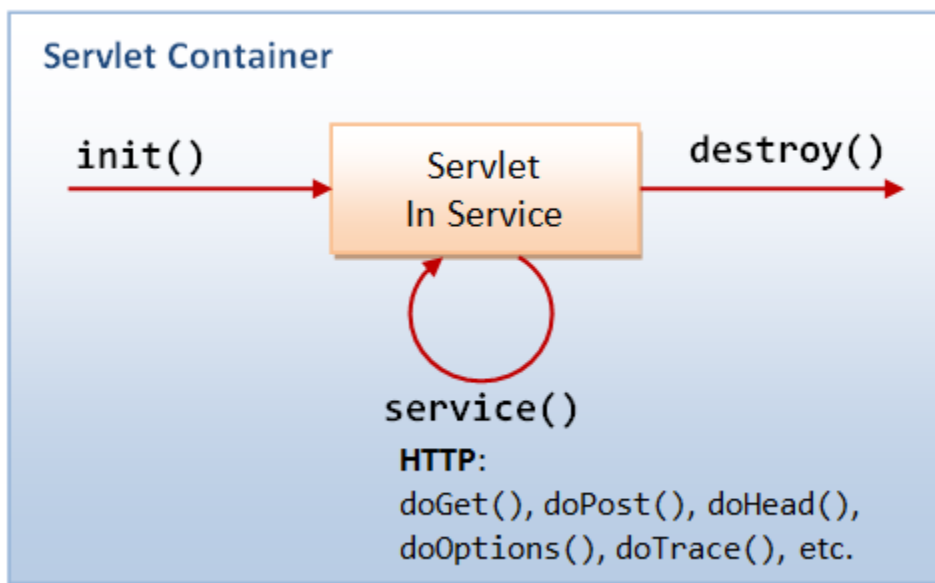 Servlet Container
init()
Servlet
In Service
destroy()
service()
HTTP:
doGet(), doPost(), doHead(),
doOptions(), doTrace(), etc.